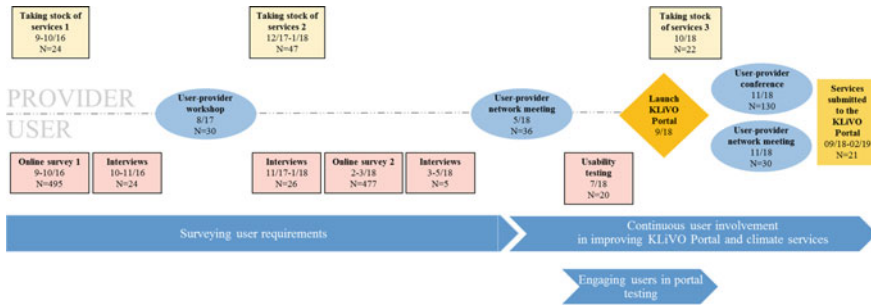 Taking stock of
services 1
9-10/16
N=24
Taking stock of
services 2
12/17-1/18
N=47
Taking stock
of services 3
10/18
N=22
PROVIDER
USER
User-provider
workshop
8/17
N=30
User-provider
network meeting
5/18
N=36
Launch
KLiVO
Portal
9/18
User-provider
conference
11/18
N=130
User-provider
network meeting
11/18
N=30
Services
submitted
to the
KLiVO
Portal
09/18-02/19
N=21
Online survey 1
9-10/16
N=495
Interviews
10-11/16
N=24
Interviews
11/17-1/18
N=26
Online survey 2
2-3/18
N=477
Interviews
3-5/18
N=5
Usability
testing
7/18
N=20
Surveying user requirements
Continuous user involvement
in improving KLiVO Portal and climate services
Engaging users in portal
testing